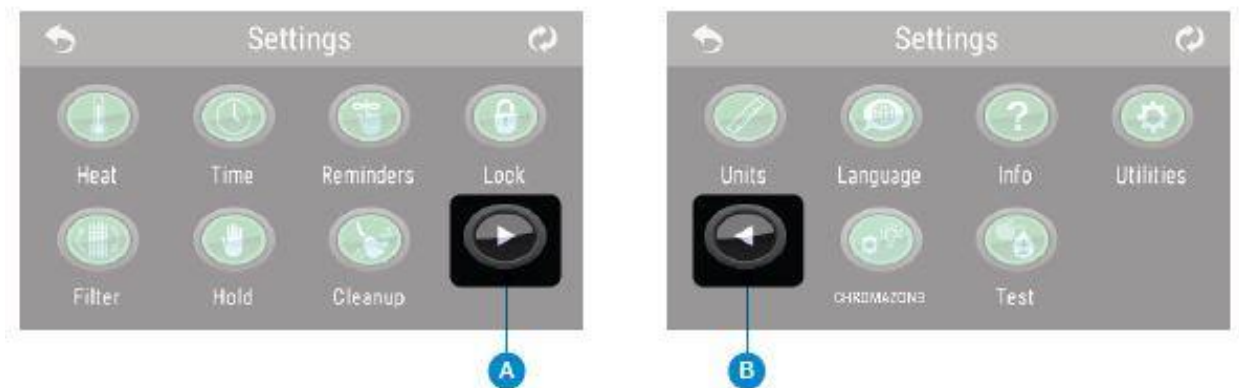 Settings
Heat Time Reminders Lock
Filter Hold Cleanup
A
Settings
Units Language Info Utilities
CHROMAZON3 Test
B